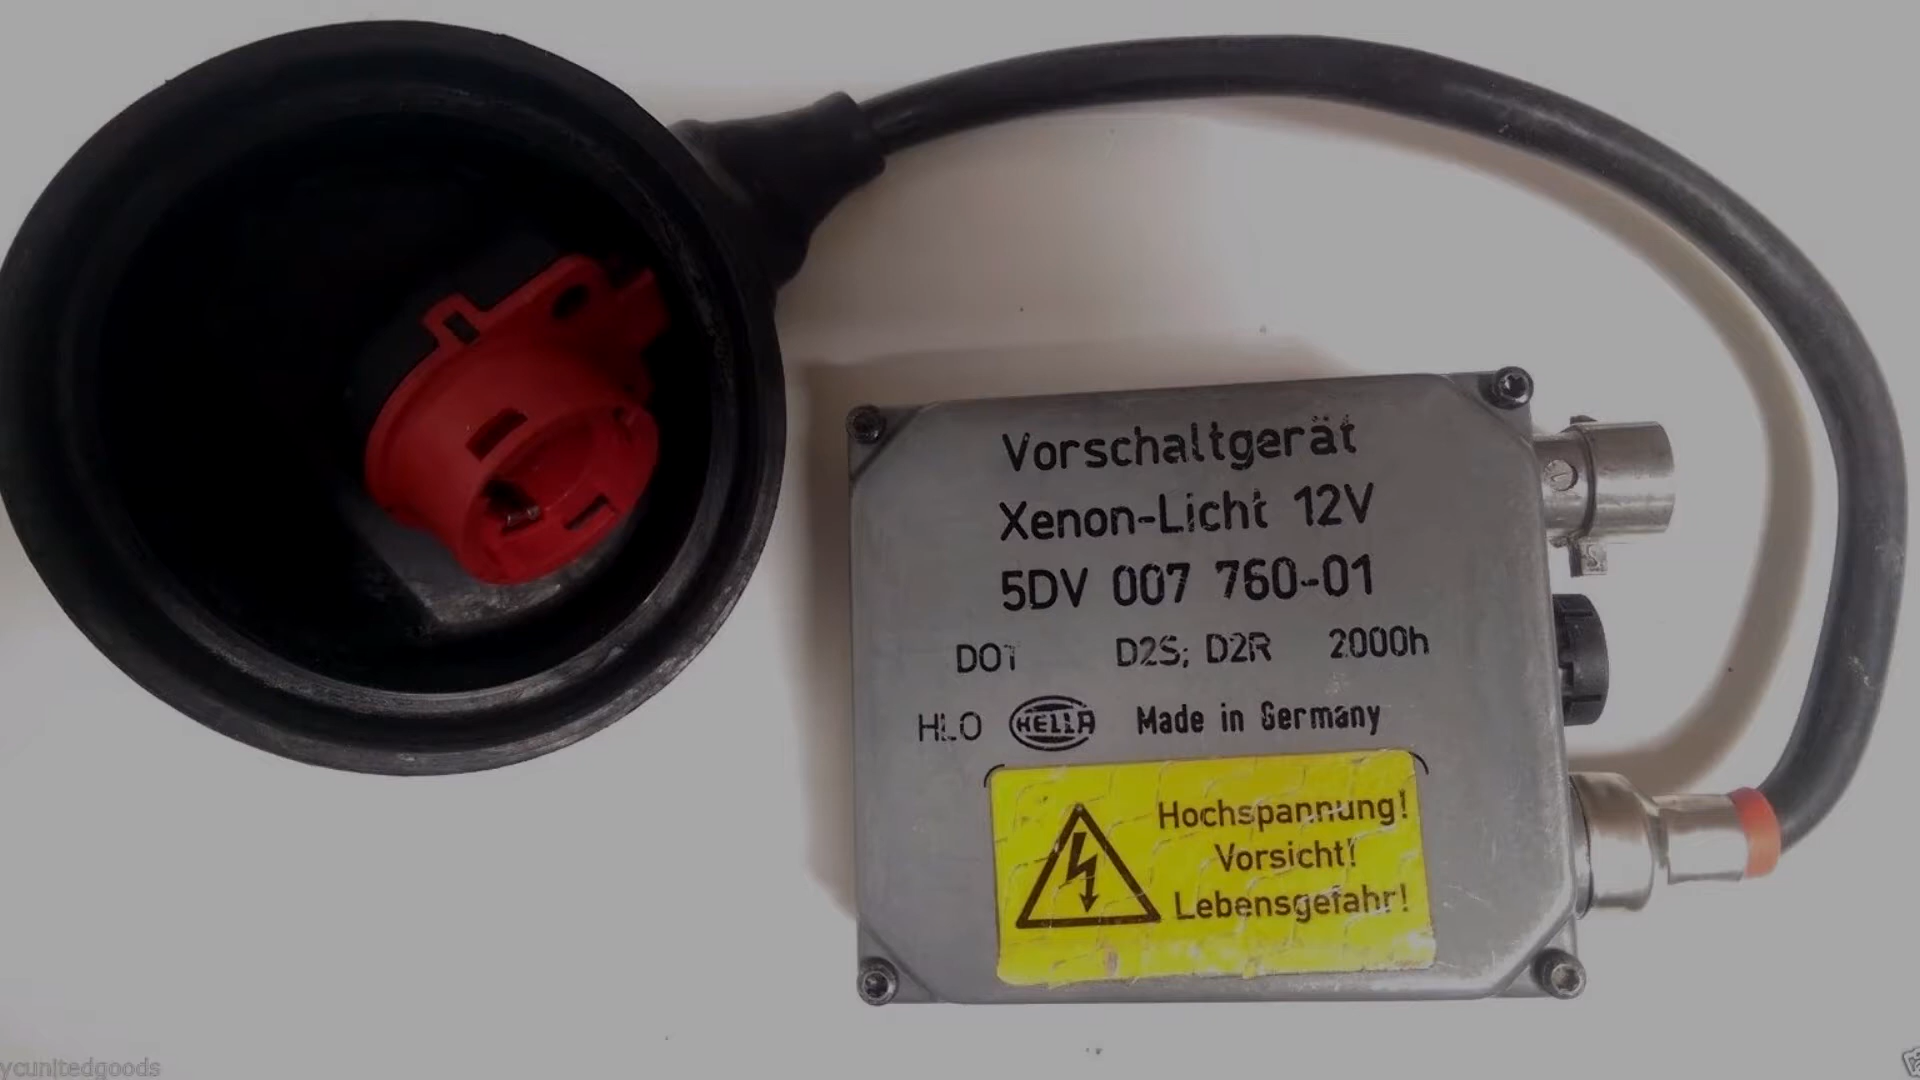 Vorschaltgerät
Xenon-Licht 12V
5DV 007 760-01
DOT D2S; D2R 2000h
HLO HELLA Made in Germany
Hochspannung!
Vorsicht!
Lebensgefahr!
ycunitedgoods